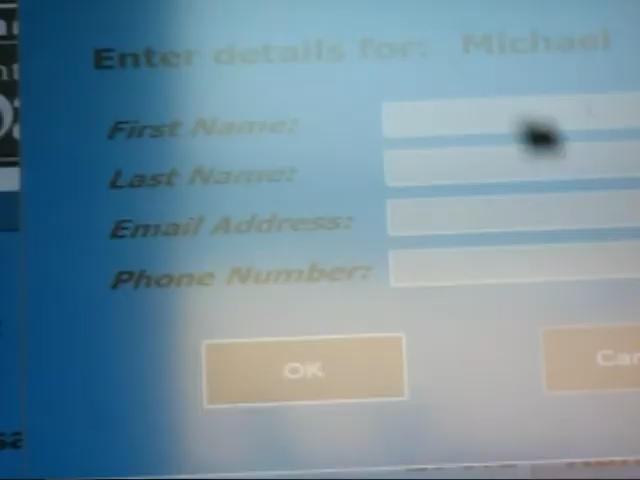 Enter details for: Michael
First Name:
Last Name:
Email Address:
Phone Number:
OK